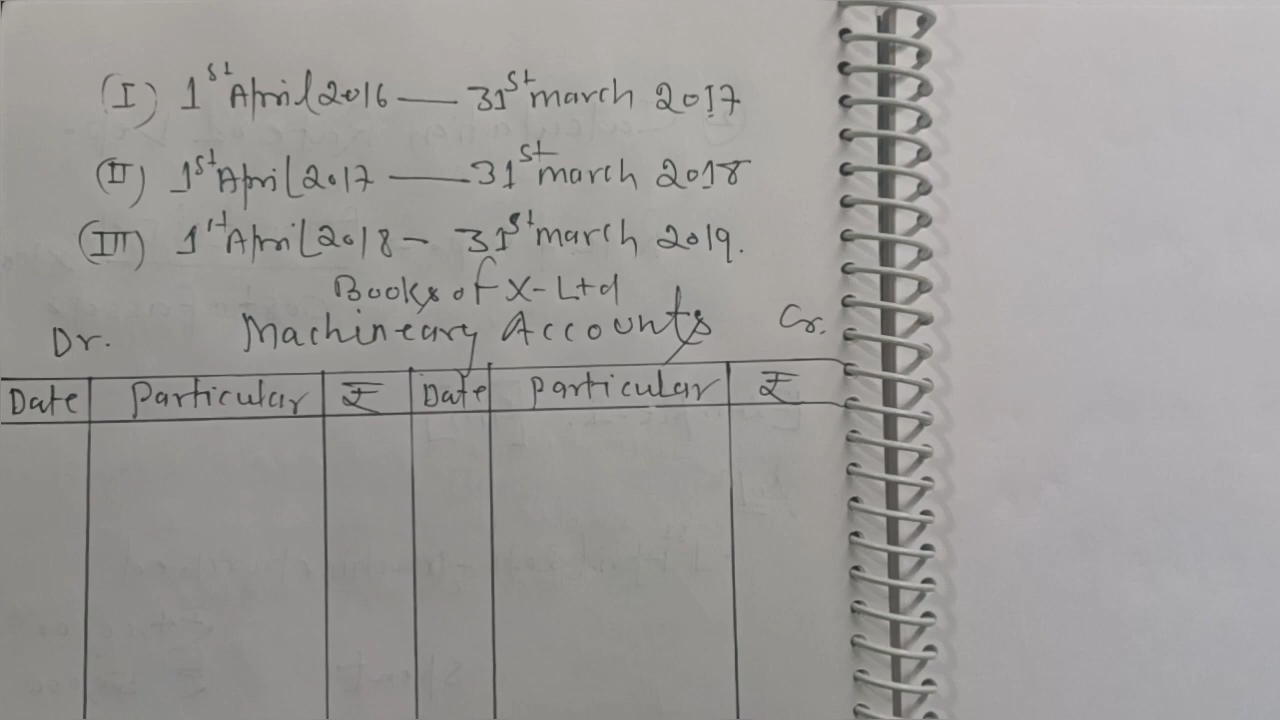 (I) 1st April 2016 — 31st march 2017
(II) 1st April 2017 — 31st march 2018
(III) 1st April 2018 - 31st march 2019.
Books of X-Ltd
Dr. Machineary Accounts Cr.
Date Particular ₹ Date Particular ₹